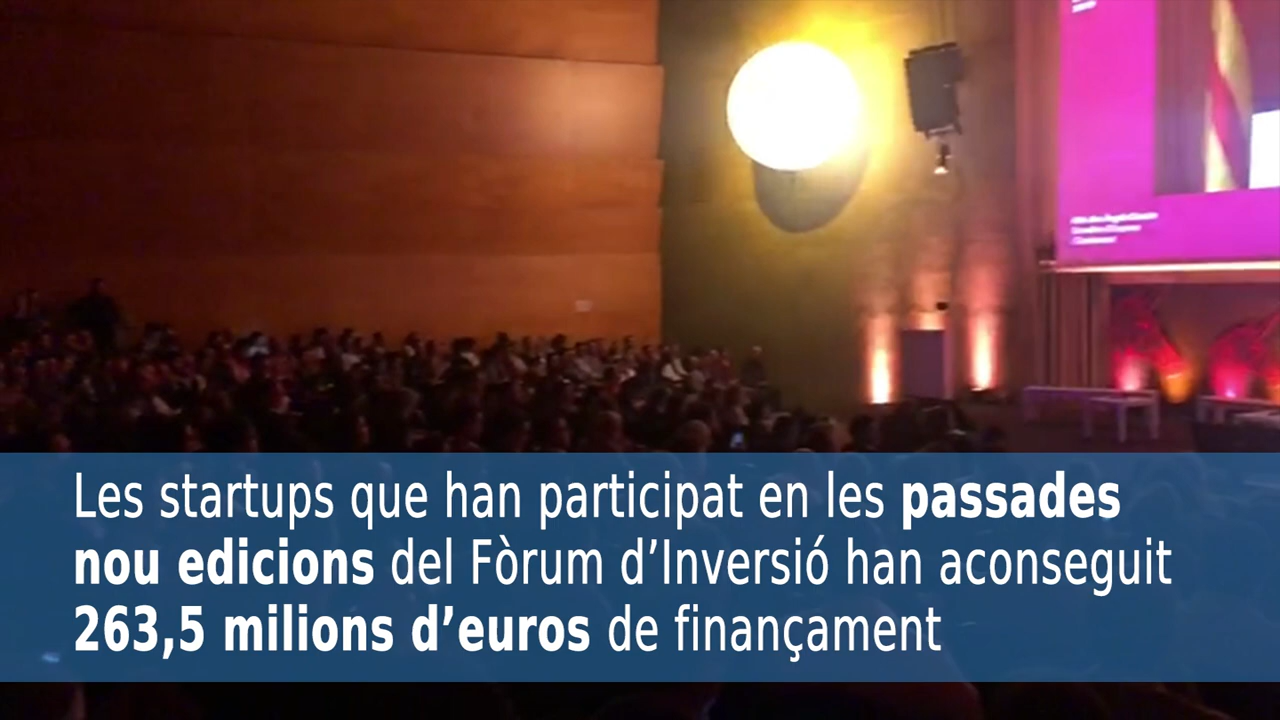 Les startups que han participat en les passades
nou edicions del Fòrum d’Inversió han aconseguit
263,5 milions d’euros de finançament